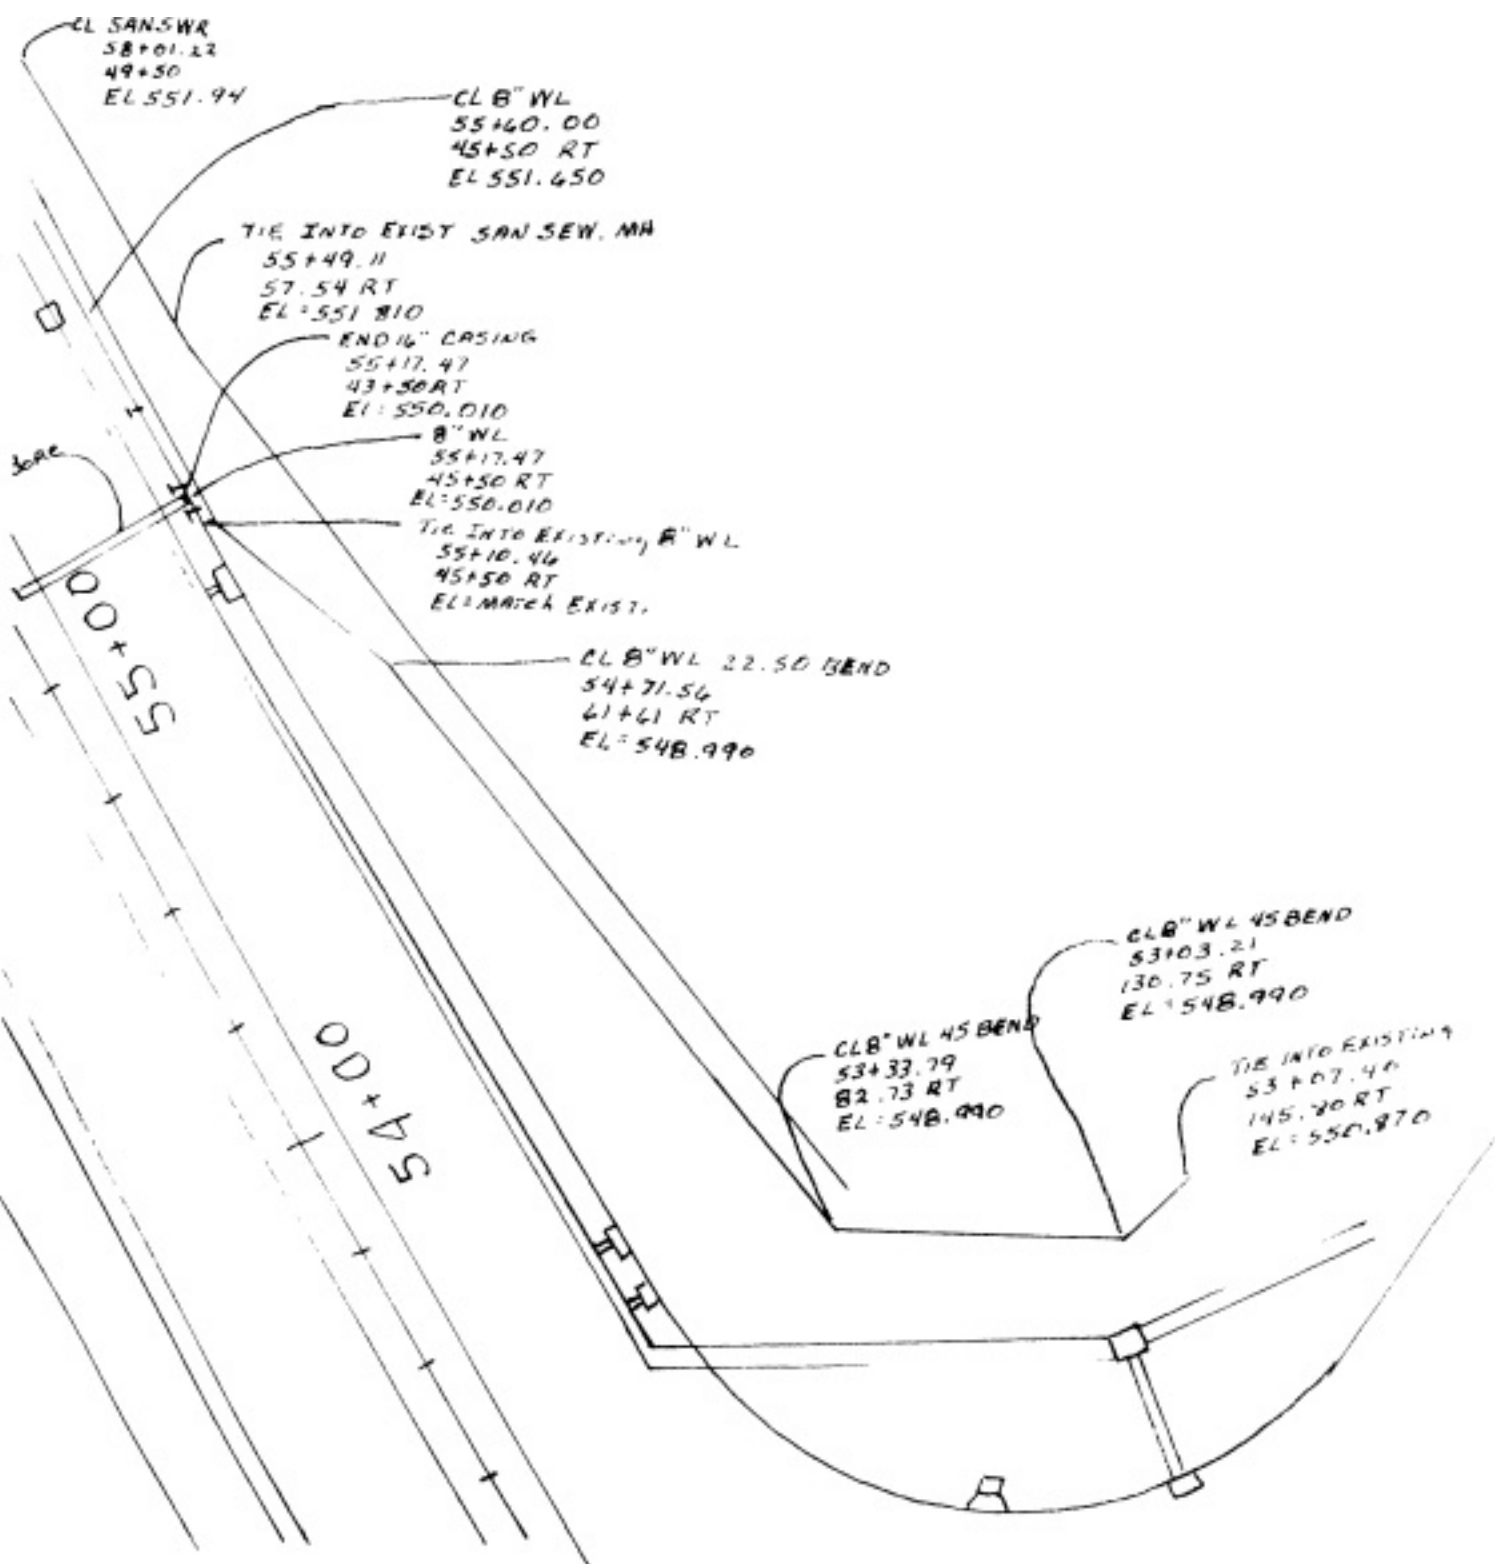 CL SAN.SWR
58+01.22
49+50
EL 551.94
CL 8" WL
55+60.00
45+50 RT
EL 551.650
TIE INTO EXIST SAN SEW. MH
55+49.11
57.54 RT
EL=551 810
END 16" CASING
55+17.47
43+50 RT
El=550.010
8" WL
55+17.47
45+50 RT
EL=550.010
TIE INTO EXISTING 8" WL
55+10.46
45+50 RT
EL=MATCH EXIST.
CL 8" WL 22.50 BEND
54+71.56
61+61 RT
EL=548.990
55+00
54+00
CL 8" WL 45 BEND
53+03.21
130.75 RT
EL=548.990
CL 8" WL 45 BEND
53+33.79
82.73 RT
EL=548.990
TIE INTO EXISTING
53+07.40
145.80 RT
EL=550.870